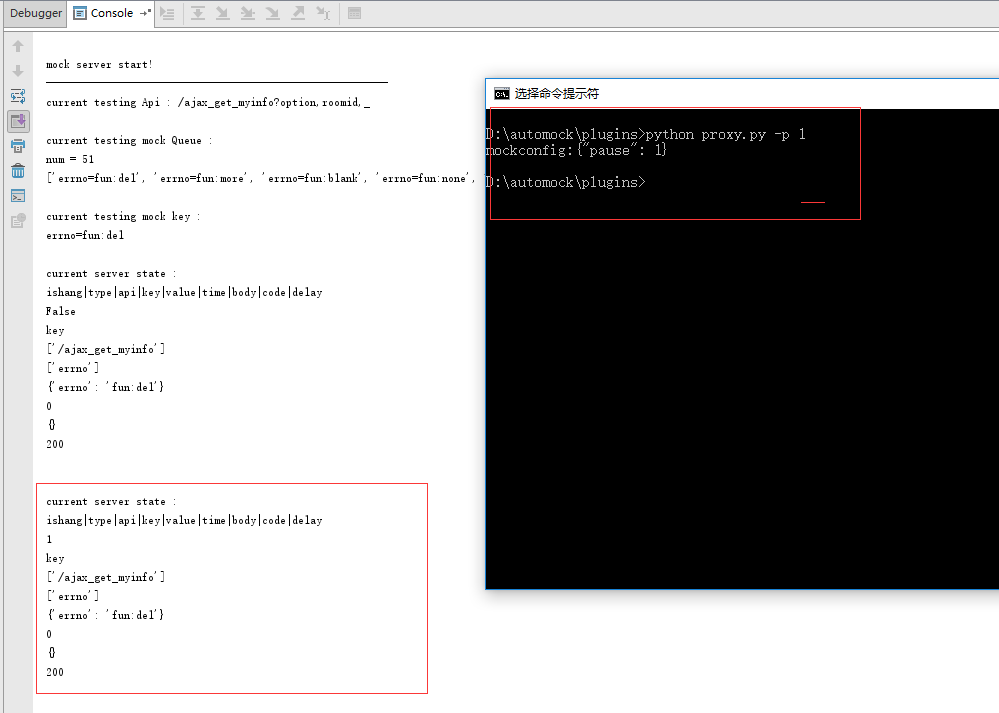 Debugger
Console
mock server start!
current testing Api : /ajax_get_myinfo?option,roomid,_
current testing mock Queue :
num = 51
['errno=fun:del', 'errno=fun:more', 'errno=fun:blank', 'errno=fun:none',
current testing mock key :
errno=fun:del
current server state :
ishang|type|api|key|value|time|body|code|delay
False
key
['/ajax_get_myinfo']
['errno']
{'errno': 'fun:del'}
0
{}
200
current server state :
ishang|type|api|key|value|time|body|code|delay
1
key
['/ajax_get_myinfo']
['errno']
{'errno': 'fun:del'}
0
{}
200
选择命令提示符
D:\automock\plugins>python proxy.py -p 1
mockconfig:{"pause": 1}
D:\automock\plugins>